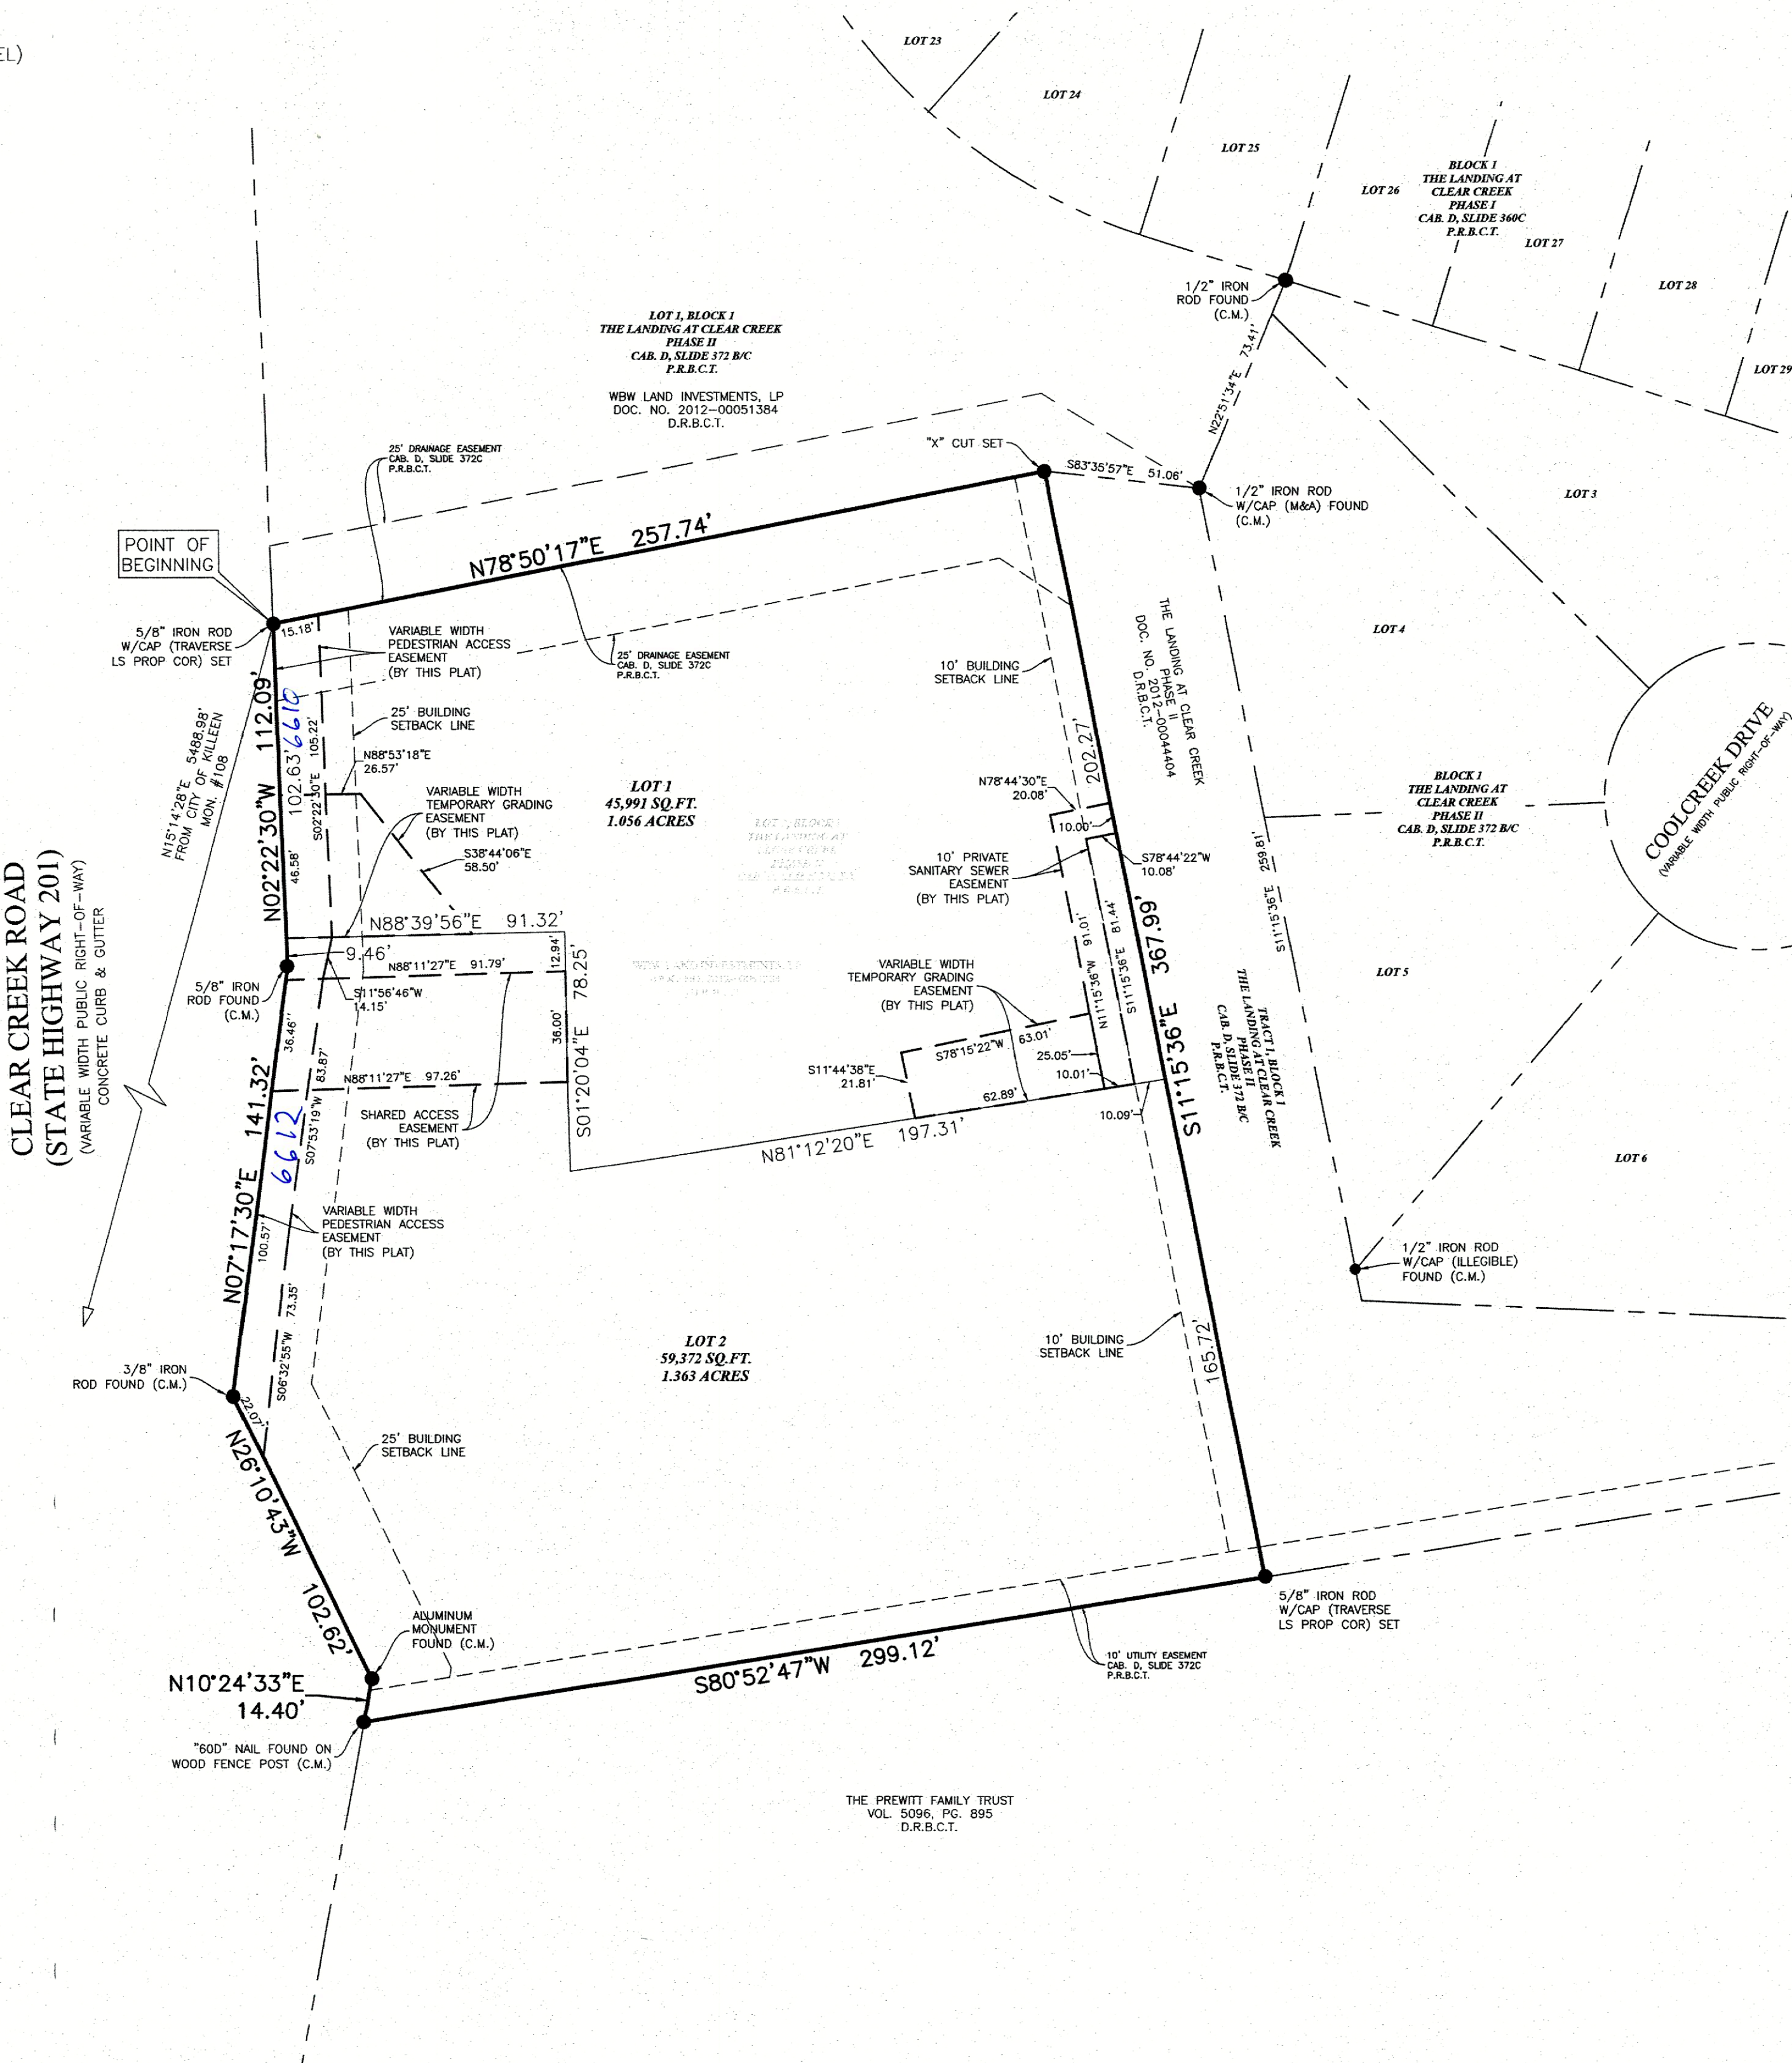 EL)
LOT 23
LOT 24
LOT 25
LOT 26
BLOCK 1
THE LANDING AT
CLEAR CREEK
PHASE I
CAB. D, SLIDE 360C
P.R.B.C.T.
LOT 27
LOT 28
LOT 29
1/2" IRON
ROD FOUND
(C.M.)
N22°51'34"E 73.41'
LOT 1, BLOCK 1
THE LANDING AT CLEAR CREEK
PHASE II
CAB. D, SLIDE 372 B/C
P.R.B.C.T.
WBW LAND INVESTMENTS, LP
DOC. NO. 2012-00051384
D.R.B.C.T.
25' DRAINAGE EASEMENT
CAB. D, SLIDE 372C
P.R.B.C.T.
"X" CUT SET
S83°35'57"E 51.06'
1/2" IRON ROD
W/CAP (M&A) FOUND
(C.M.)
LOT 3
POINT OF
BEGINNING
N78°50'17"E 257.74'
5/8" IRON ROD
W/CAP (TRAVERSE
LS PROP COR) SET
15.18'
VARIABLE WIDTH
PEDESTRIAN ACCESS
EASEMENT
(BY THIS PLAT)
25' DRAINAGE EASEMENT
CAB. D, SLIDE 372C
P.R.B.C.T.
10' BUILDING
SETBACK LINE
THE LANDING AT CLEAR CREEK
PHASE II
DOC. NO. 2012-00044404
D.R.B.C.T.
LOT 4
N15°14'28"E 5488.98'
FROM CITY OF KILLEEN
MON. #108
N02°22'30"W 112.09'
102.63'
6610
S02°22'30"E 105.22'
46.58'
25' BUILDING
SETBACK LINE
N88°53'18"E
26.57'
VARIABLE WIDTH
TEMPORARY GRADING
EASEMENT
(BY THIS PLAT)
S38°44'06"E
58.50'
LOT 1
45,991 SQ.FT.
1.056 ACRES
202.27'
N78°44'30"E
20.08'
10.00'
S78°44'22"W
10.08'
10' PRIVATE
SANITARY SEWER
EASEMENT
(BY THIS PLAT)
BLOCK 1
THE LANDING AT
CLEAR CREEK
PHASE II
CAB. D, SLIDE 372 B/C
P.R.B.C.T.
COOLCREEK DRIVE
(VARIABLE WIDTH PUBLIC RIGHT-OF-WAY)
CLEAR CREEK ROAD
(STATE HIGHWAY 201)
(VARIABLE WIDTH PUBLIC RIGHT-OF-WAY)
CONCRETE CURB & GUTTER
N88°39'56"E 91.32'
9.46'
N88°11'27"E 91.79'
12.94'
78.25'
S11°56'46"W
14.15'
5/8" IRON
ROD FOUND
(C.M.)
36.46'
36.00'
S01°20'04"E
N11°15'36"W 91.01'
S11°15'36"E 81.44'
S11°15'36"E 367.99'
S11°15'36"E 259.81'
LOT 5
VARIABLE WIDTH
TEMPORARY GRADING
EASEMENT
(BY THIS PLAT)
TRACT 1, BLOCK 1
THE LANDING AT CLEAR CREEK
PHASE II
CAB. D, SLIDE 372 B/C
P.R.B.C.T.
S78°15'22"W 63.01'
25.05'
S11°44'38"E
21.81'
10.01'
62.89'
10.09'
N07°17'30"E 141.32'
N88°11'27"E 97.26'
S07°53'19"W 83.87'
6612
SHARED ACCESS
EASEMENT
(BY THIS PLAT)
N81°12'20"E 197.31'
LOT 6
VARIABLE WIDTH
PEDESTRIAN ACCESS
EASEMENT
(BY THIS PLAT)
100.57'
S06°32'55"W 73.35'
1/2" IRON ROD
W/CAP (ILLEGIBLE)
FOUND (C.M.)
LOT 2
59,372 SQ.FT.
1.363 ACRES
10' BUILDING
SETBACK LINE
165.72'
3/8" IRON
ROD FOUND (C.M.)
22.07'
N26°10'43"W 102.62'
25' BUILDING
SETBACK LINE
ALUMINUM
MONUMENT
FOUND (C.M.)
5/8" IRON ROD
W/CAP (TRAVERSE
LS PROP COR) SET
N10°24'33"E
14.40'
S80°52'47"W 299.12'
10' UTILITY EASEMENT
CAB. D, SLIDE 372C
P.R.B.C.T.
"60D" NAIL FOUND ON
WOOD FENCE POST (C.M.)
THE PREWITT FAMILY TRUST
VOL. 5096, PG. 895
D.R.B.C.T.